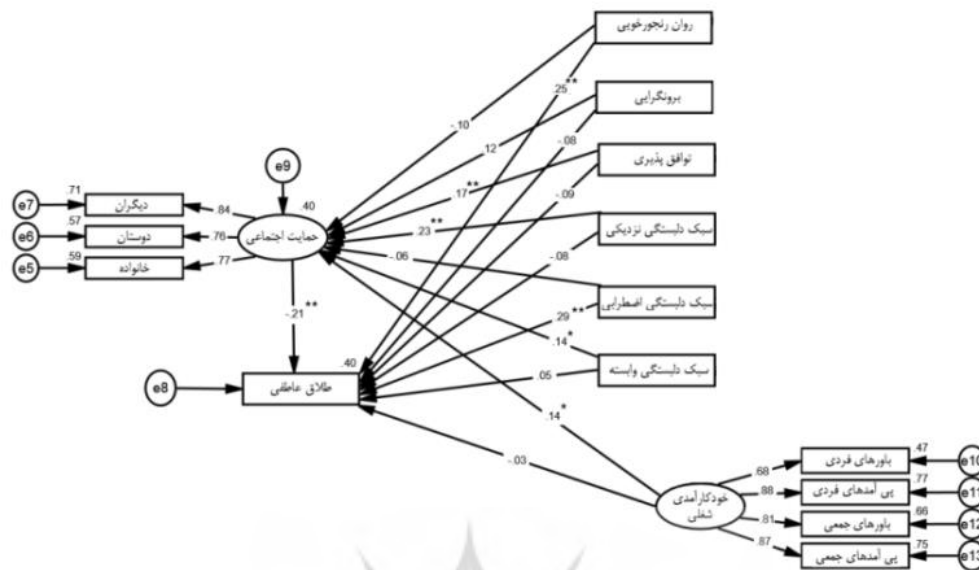 روان رنجورخویی
.25**
برونگرایی
-.10
-.08
e9
.12
توافق پذیری
.71
.40
.17**
-.09
e7
دیگران
.84
حمایت اجتماعی
.57
e6
دوستان
.76
.23**
سبک دلبستگی نزدیکی
.59
e5
خانواده
.77
-.06
-.08
-.21**
.29**
سبک دلبستگی اضطرابی
.14*
.40
e8
طلاق عاطفی
.05
سبک دلبستگی وابسته
.14*
-.03
.68
باورهای فردی
.47
e10
خودکارآمدی
شغلی
.88
پی آمدهای فردی
.77
e11
.81
باورهای جمعی
.66
e12
.87
پی آمدهای جمعی
.75
e13